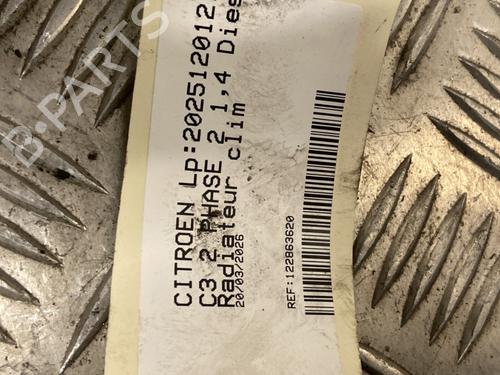 CITROEN LP:202512012
C3 2 PHASE 2 1,4 Dies
Radiateur clim
20/03/2026
REF:122863620
B-PARTS